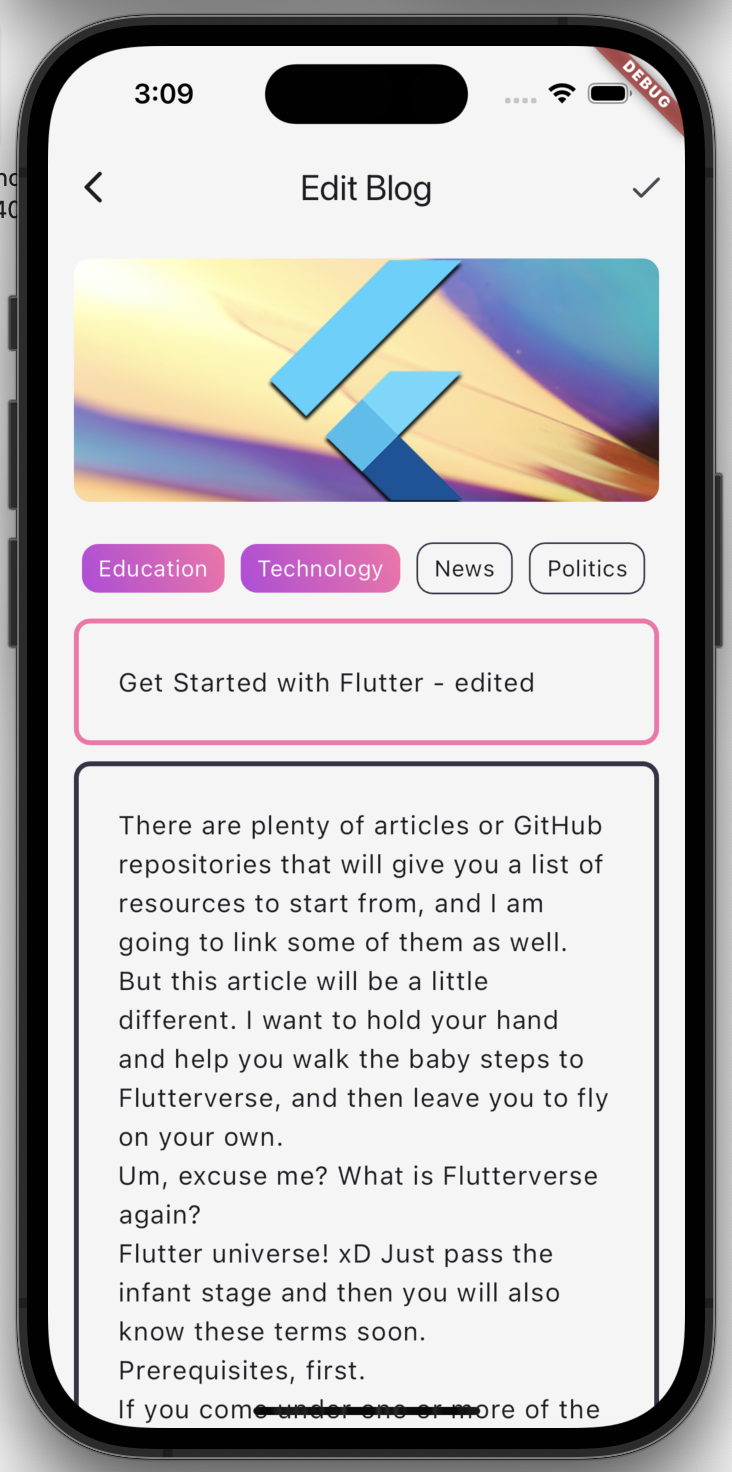 3:09
DEBUG
Edit Blog
Education
Technology
News
Politics
Get Started with Flutter - edited
There are plenty of articles or GitHub
repositories that will give you a list of
resources to start from, and I am
going to link some of them as well.
But this article will be a little
different. I want to hold your hand
and help you walk the baby steps to
Flutterverse, and then leave you to fly
on your own.
Um, excuse me? What is Flutterverse
again?
Flutter universe! xD Just pass the
infant stage and then you will also
know these terms soon.
Prerequisites, first.
If you come under one or more of the